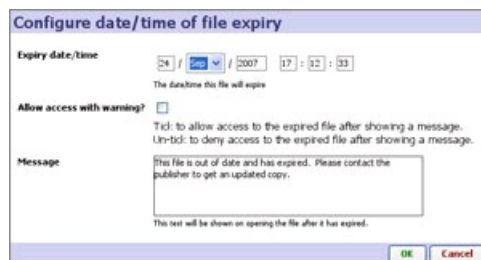 Configure date/time of file expiry
Expiry date/time
24 / Sep / 2007 17 : 12 : 33
The date/time this file will expire
Allow access with warning?
Tick to allow access to the expired file after showing a message.
Un-tick to deny access to the expired file after showing a message.
Message
This file is out of date and has expired. Please contact the
publisher to get an updated copy.
This text will be shown on opening the file after it has expired.
OK Cancel